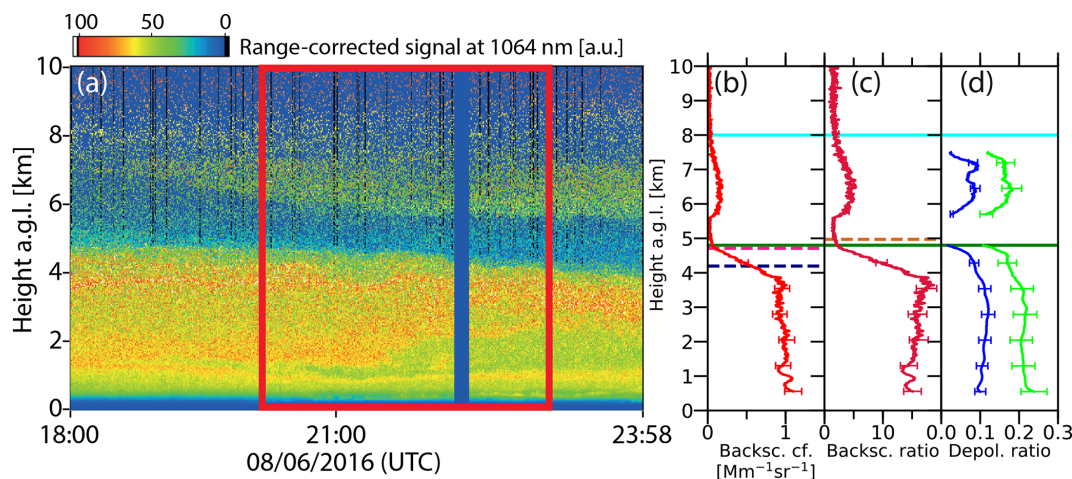 100 50 0
Range-corrected signal at 1064 nm [a.u.]
(a)
10
8
6
4
2
0
Height a.g.l. [km]
18:00 21:00 23:58
08/06/2016 (UTC)
(b) (c) (d)
10
9
8
7
6
5
4
3
2
1
0
Height a.g.l. [km]
0 1 0 10 0.0 0.1 0.2 0.3
Backsc. cf. Backsc. ratio Depol. ratio
[Mm⁻¹sr⁻¹]